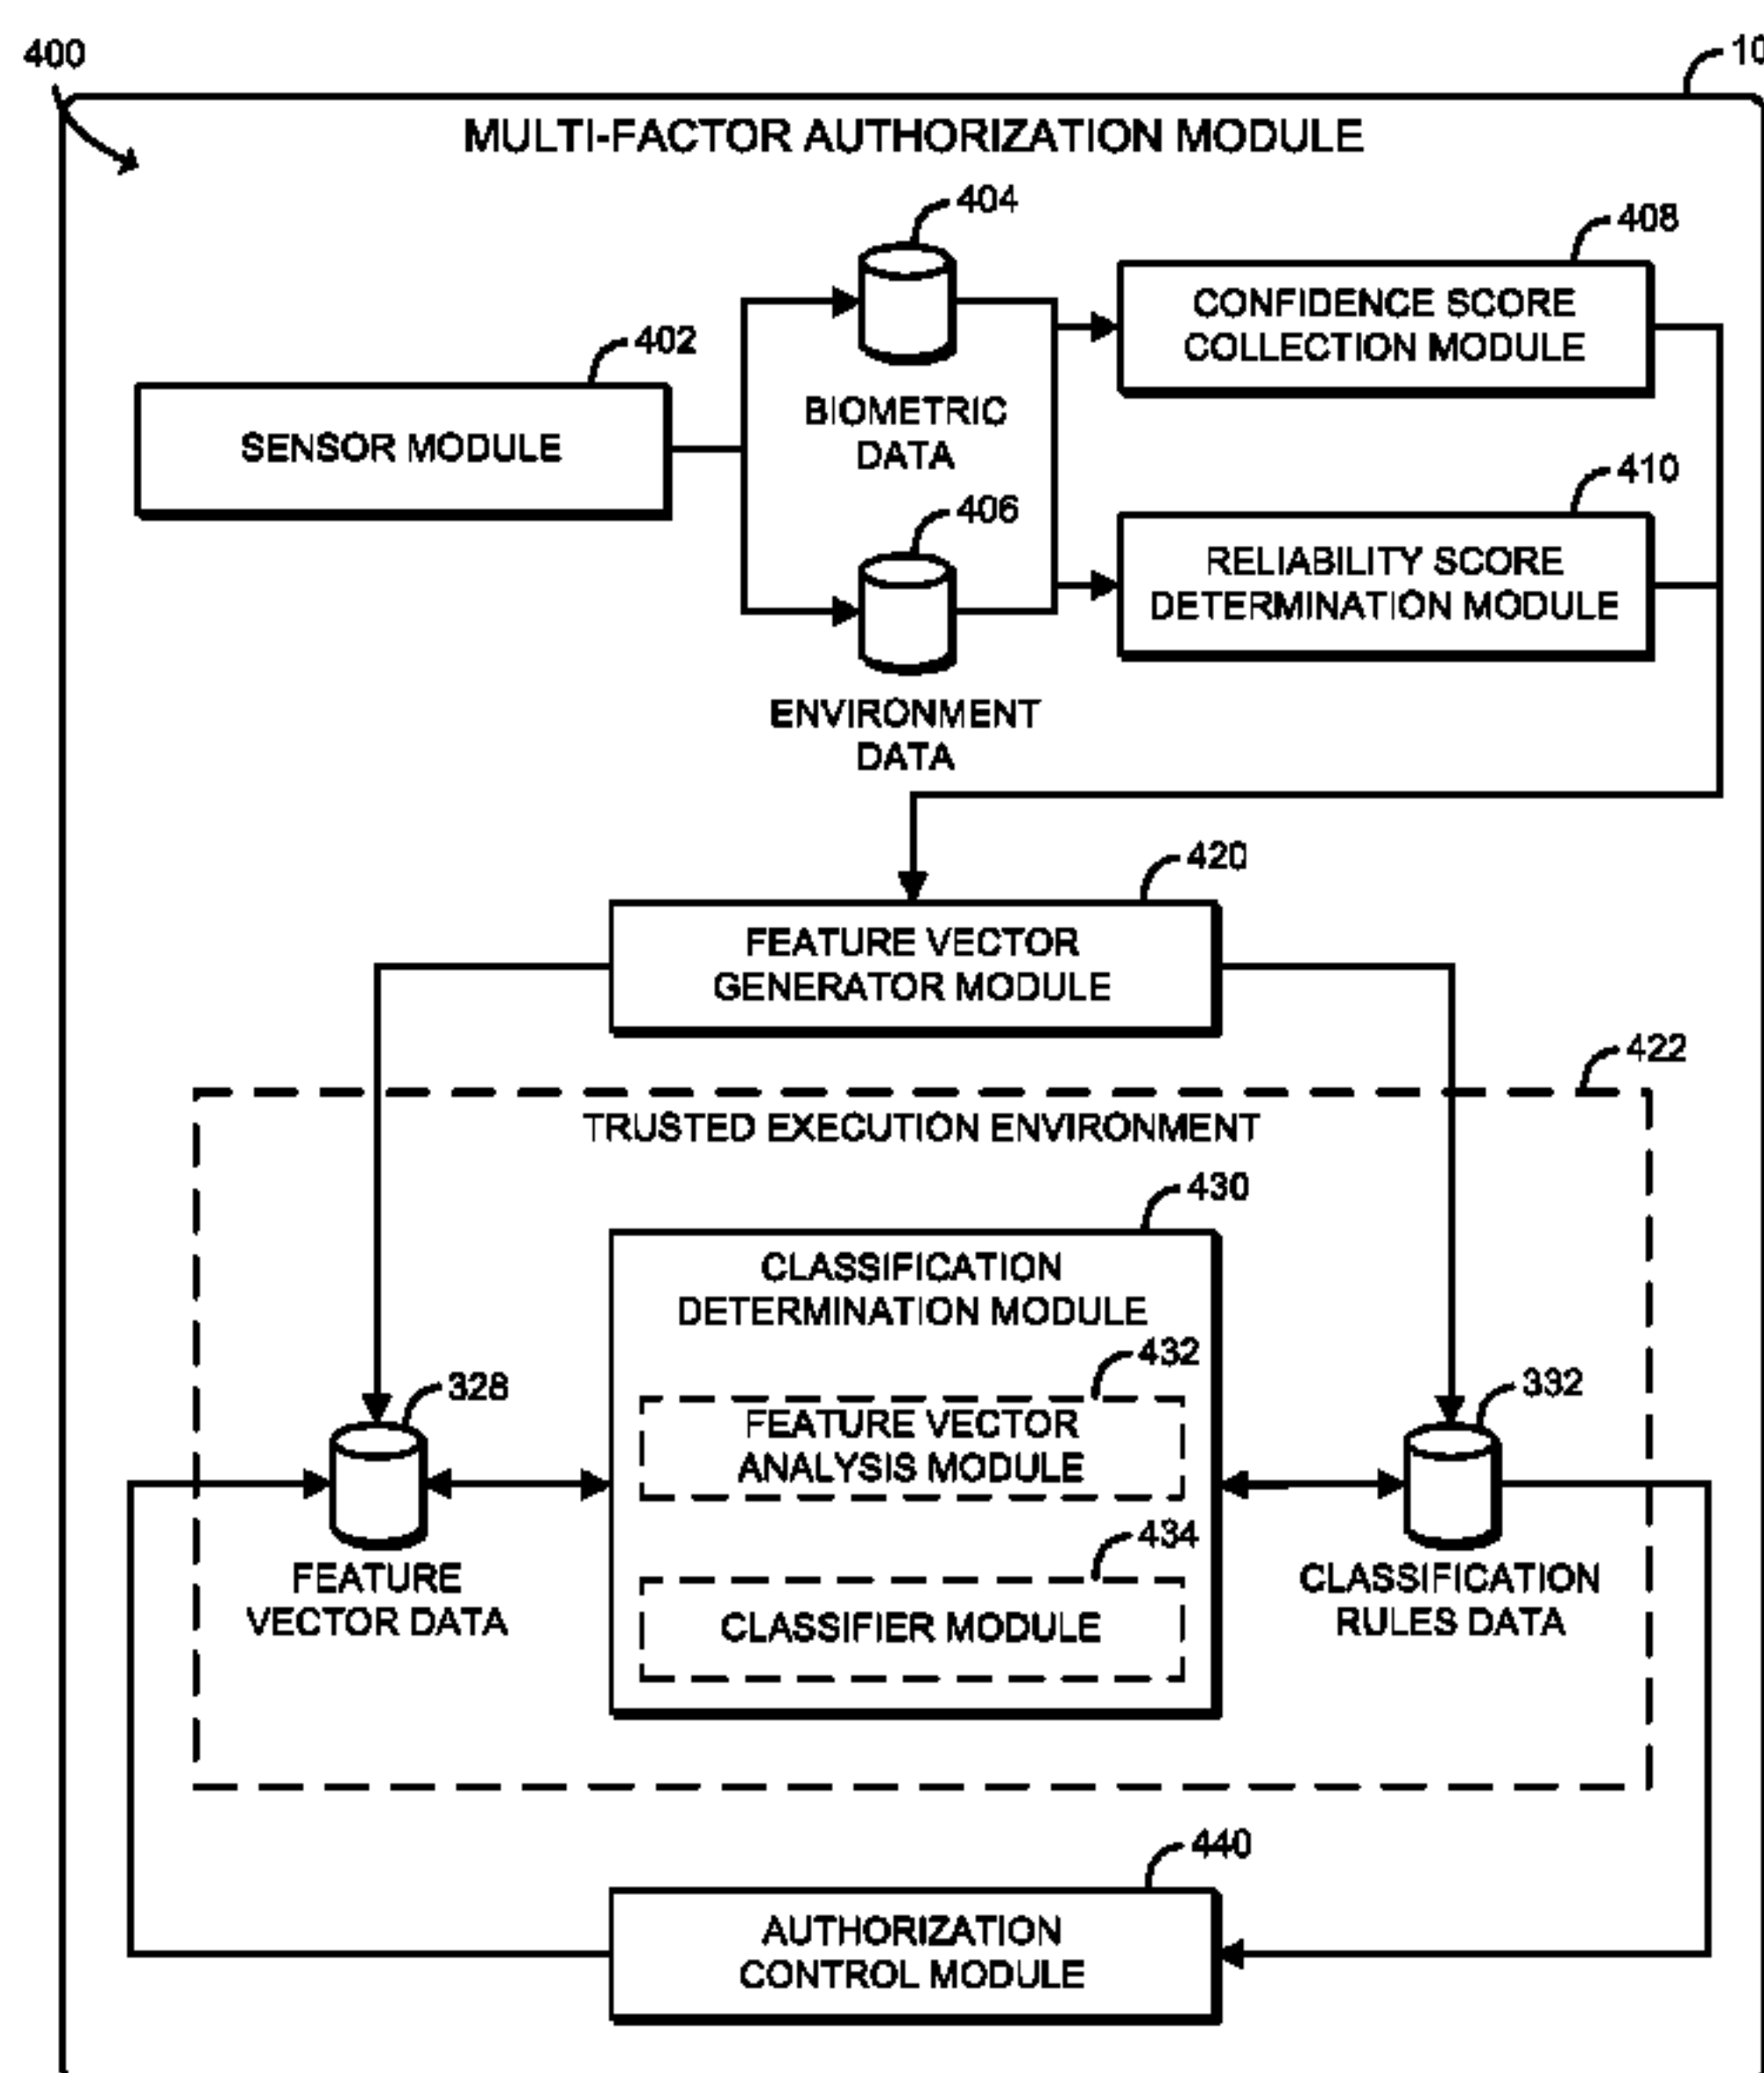 400
10
MULTI-FACTOR AUTHORIZATION MODULE
404
408
CONFIDENCE SCORE
COLLECTION MODULE
402
SENSOR MODULE
BIOMETRIC
DATA
410
406
RELIABILITY SCORE
DETERMINATION MODULE
ENVIRONMENT
DATA
420
FEATURE VECTOR
GENERATOR MODULE
422
TRUSTED EXECUTION ENVIRONMENT
430
CLASSIFICATION
DETERMINATION MODULE
432
FEATURE VECTOR
ANALYSIS MODULE
328
332
434
CLASSIFIER MODULE
FEATURE
VECTOR DATA
CLASSIFICATION
RULES DATA
440
AUTHORIZATION
CONTROL MODULE